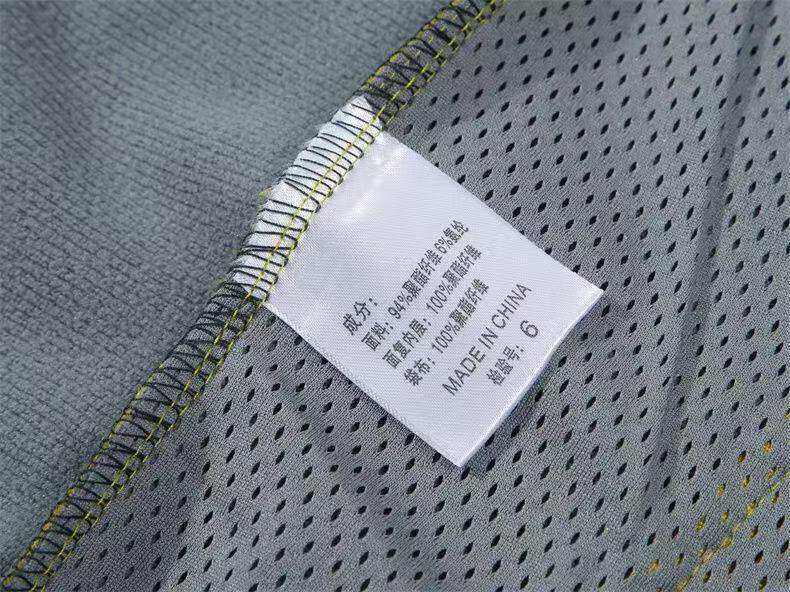 成分：
面料：94%聚酯纤维 6%氨纶
面复内层：100%聚酯纤维
袋布：100%聚酯纤维
MADE IN CHINA
检验号：6